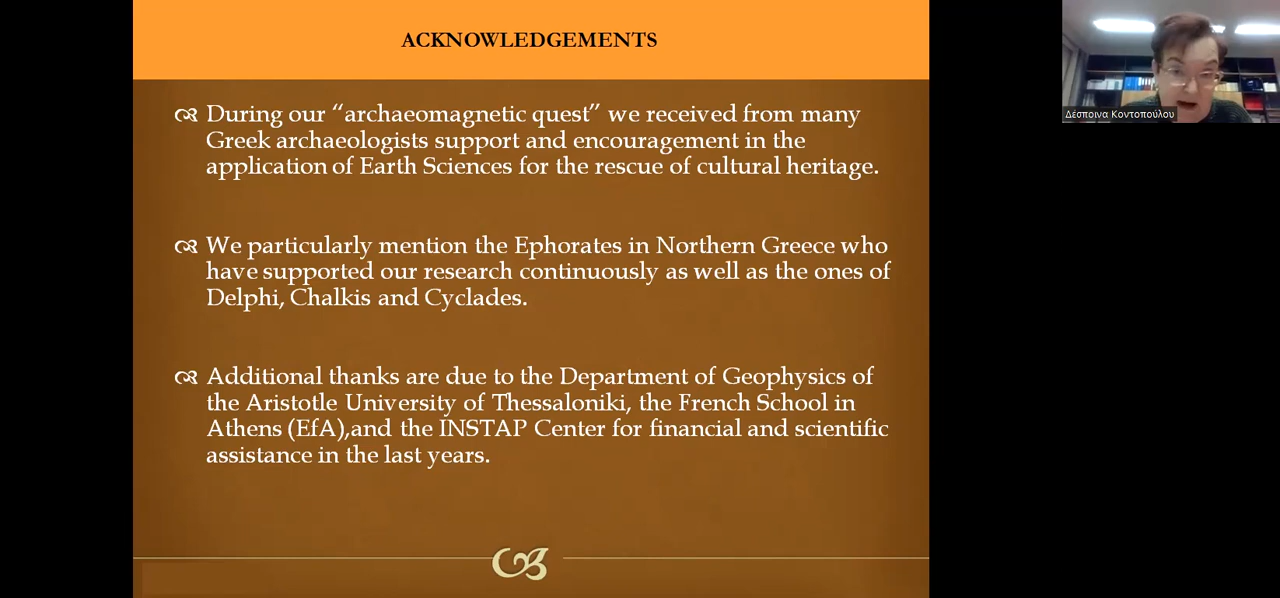 ACKNOWLEDGEMENTS
During our “archaeomagnetic quest” we received from many
Greek archaeologists support and encouragement in the
application of Earth Sciences for the rescue of cultural heritage.
We particularly mention the Ephorates in Northern Greece who
have supported our research continuously as well as the ones of
Delphi, Chalkis and Cyclades.
Additional thanks are due to the Department of Geophysics of
the Aristotle University of Thessaloniki, the French School in
Athens (EfA),and the INSTAP Center for financial and scientific
assistance in the last years.
Δέσποινα Κοντοπούλου